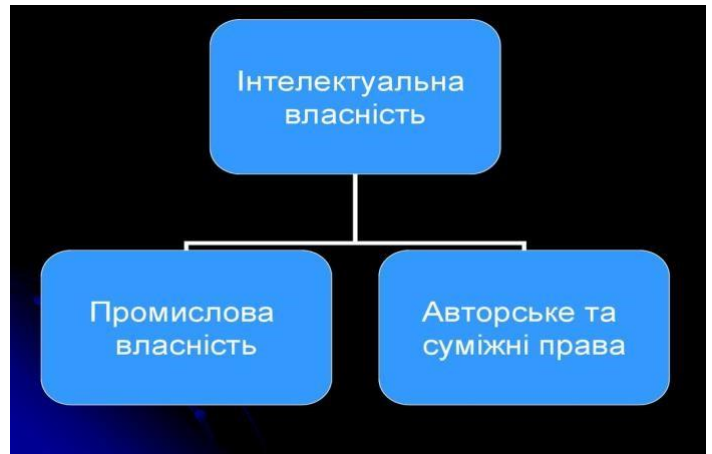 Інтелектуальна
власність
Промислова
власність
Авторське та
суміжні права